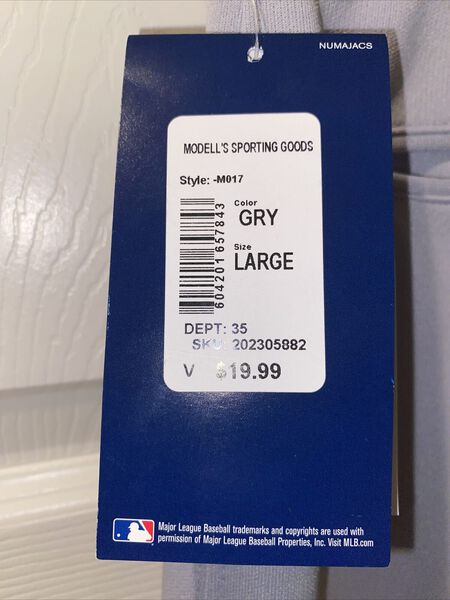 NUMAJACS
MODELL'S SPORTING GOODS
Style: -M017
Color
GRY
Size
LARGE
604201657843
DEPT: 35
SKU: 202305882
V $19.99
Major League Baseball trademarks and copyrights are used with
permission of Major League Baseball Properties, Inc. Visit MLB.com